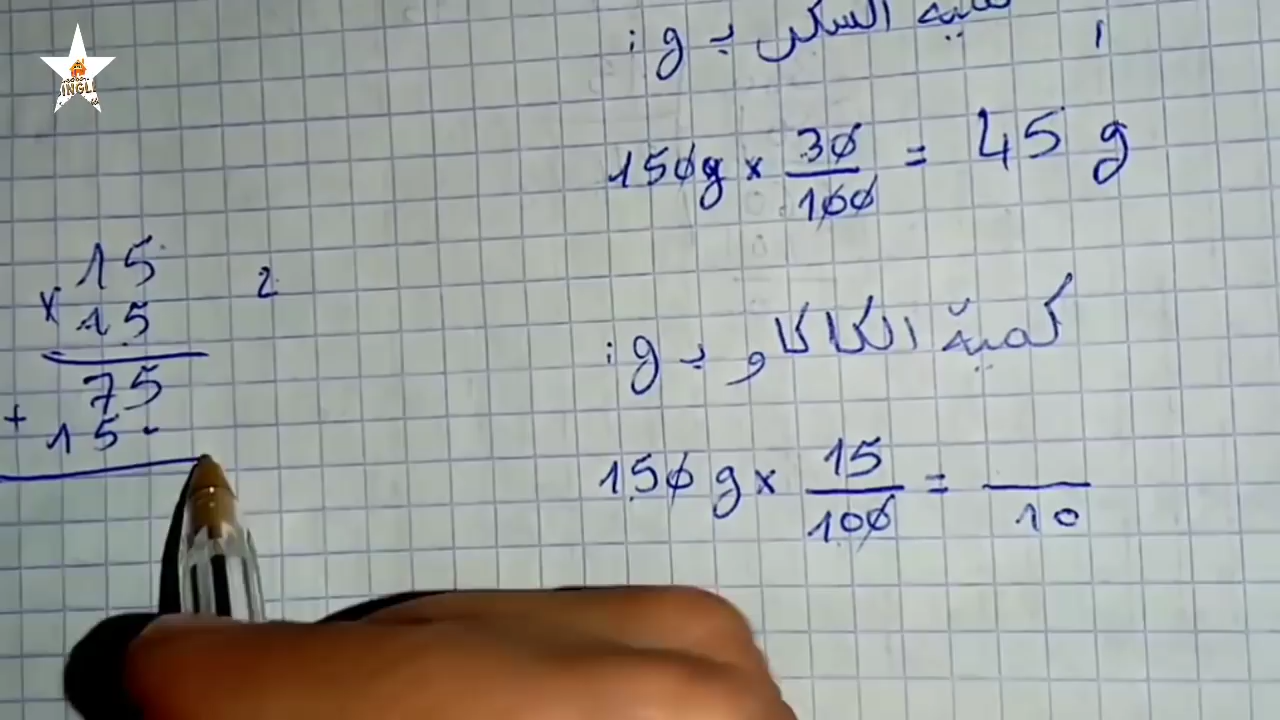 كمية السكر بـ g:
150g × 30/100 = 45 g
كمية الكاكاو بـ g:
150 g × 15/100 = /10
15
2
× 15
75
+ 15 -